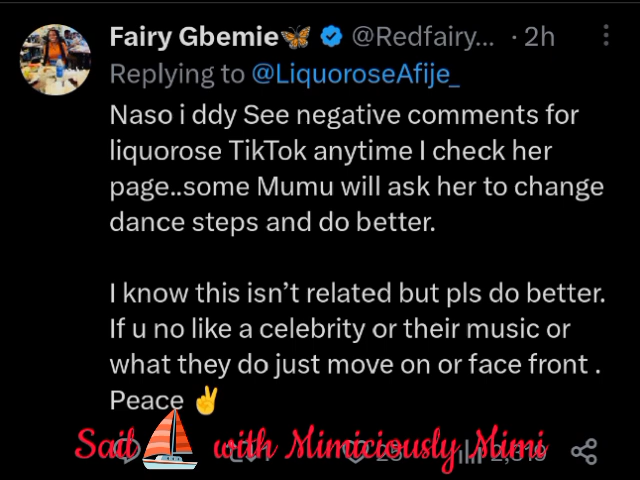 Fairy Gbemie🦋 @Redfairy... · 2h
Replying to @LiquoroseAfije_
Naso i ddy See negative comments for
liquorose TikTok anytime I check her
page..some Mumu will ask her to change
dance steps and do better.
I know this isn't related but pls do better.
If u no like a celebrity or their music or
what they do just move on or face front .
Peace ✌️
Sail with Mimiciously Mimi